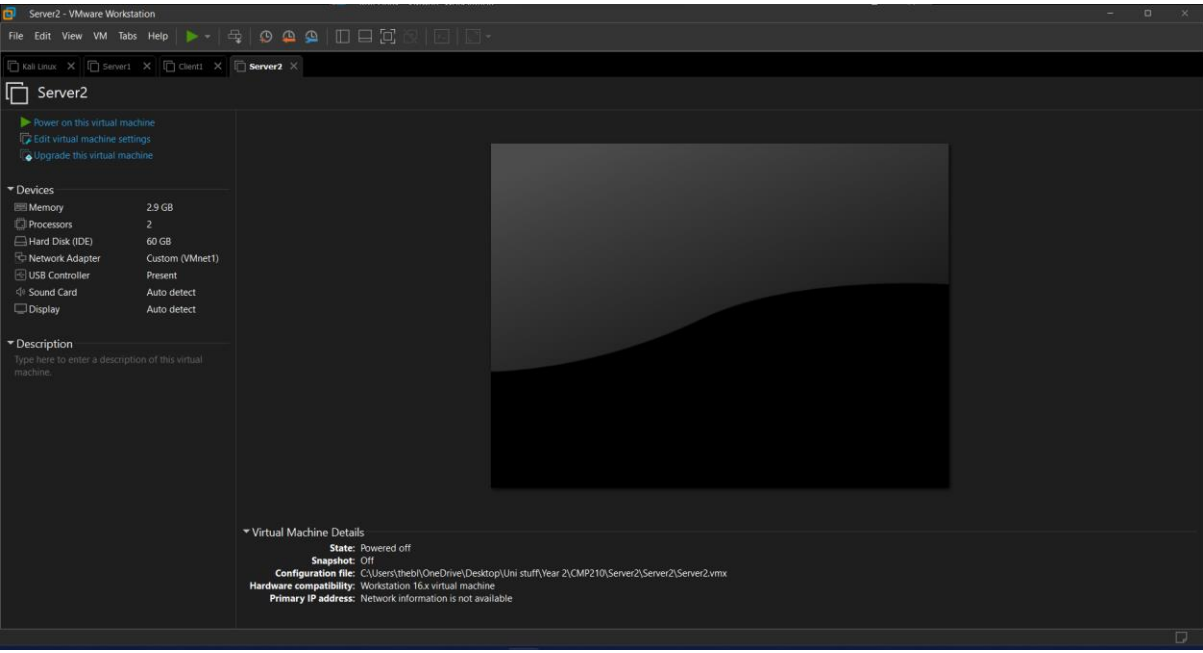 Server2 - VMware Workstation
File Edit View VM Tabs Help
Kali Linux Server1 Client1 Server2
Server2
Power on this virtual machine
Edit virtual machine settings
Upgrade this virtual machine
Devices
Memory 2.9 GB
Processors 2
Hard Disk (IDE) 60 GB
Network Adapter Custom (VMnet1)
USB Controller Present
Sound Card Auto detect
Display Auto detect
Description
Type here to enter a description of this virtual
machine.
Virtual Machine Details
State: Powered off
Snapshot: Off
Configuration file: C:\Users\thebl\OneDrive\Desktop\Uni stuff\Year 2\CMP210\Server2\Server2\Server2.vmx
Hardware compatibility: Workstation 16.x virtual machine
Primary IP address: Network information is not available